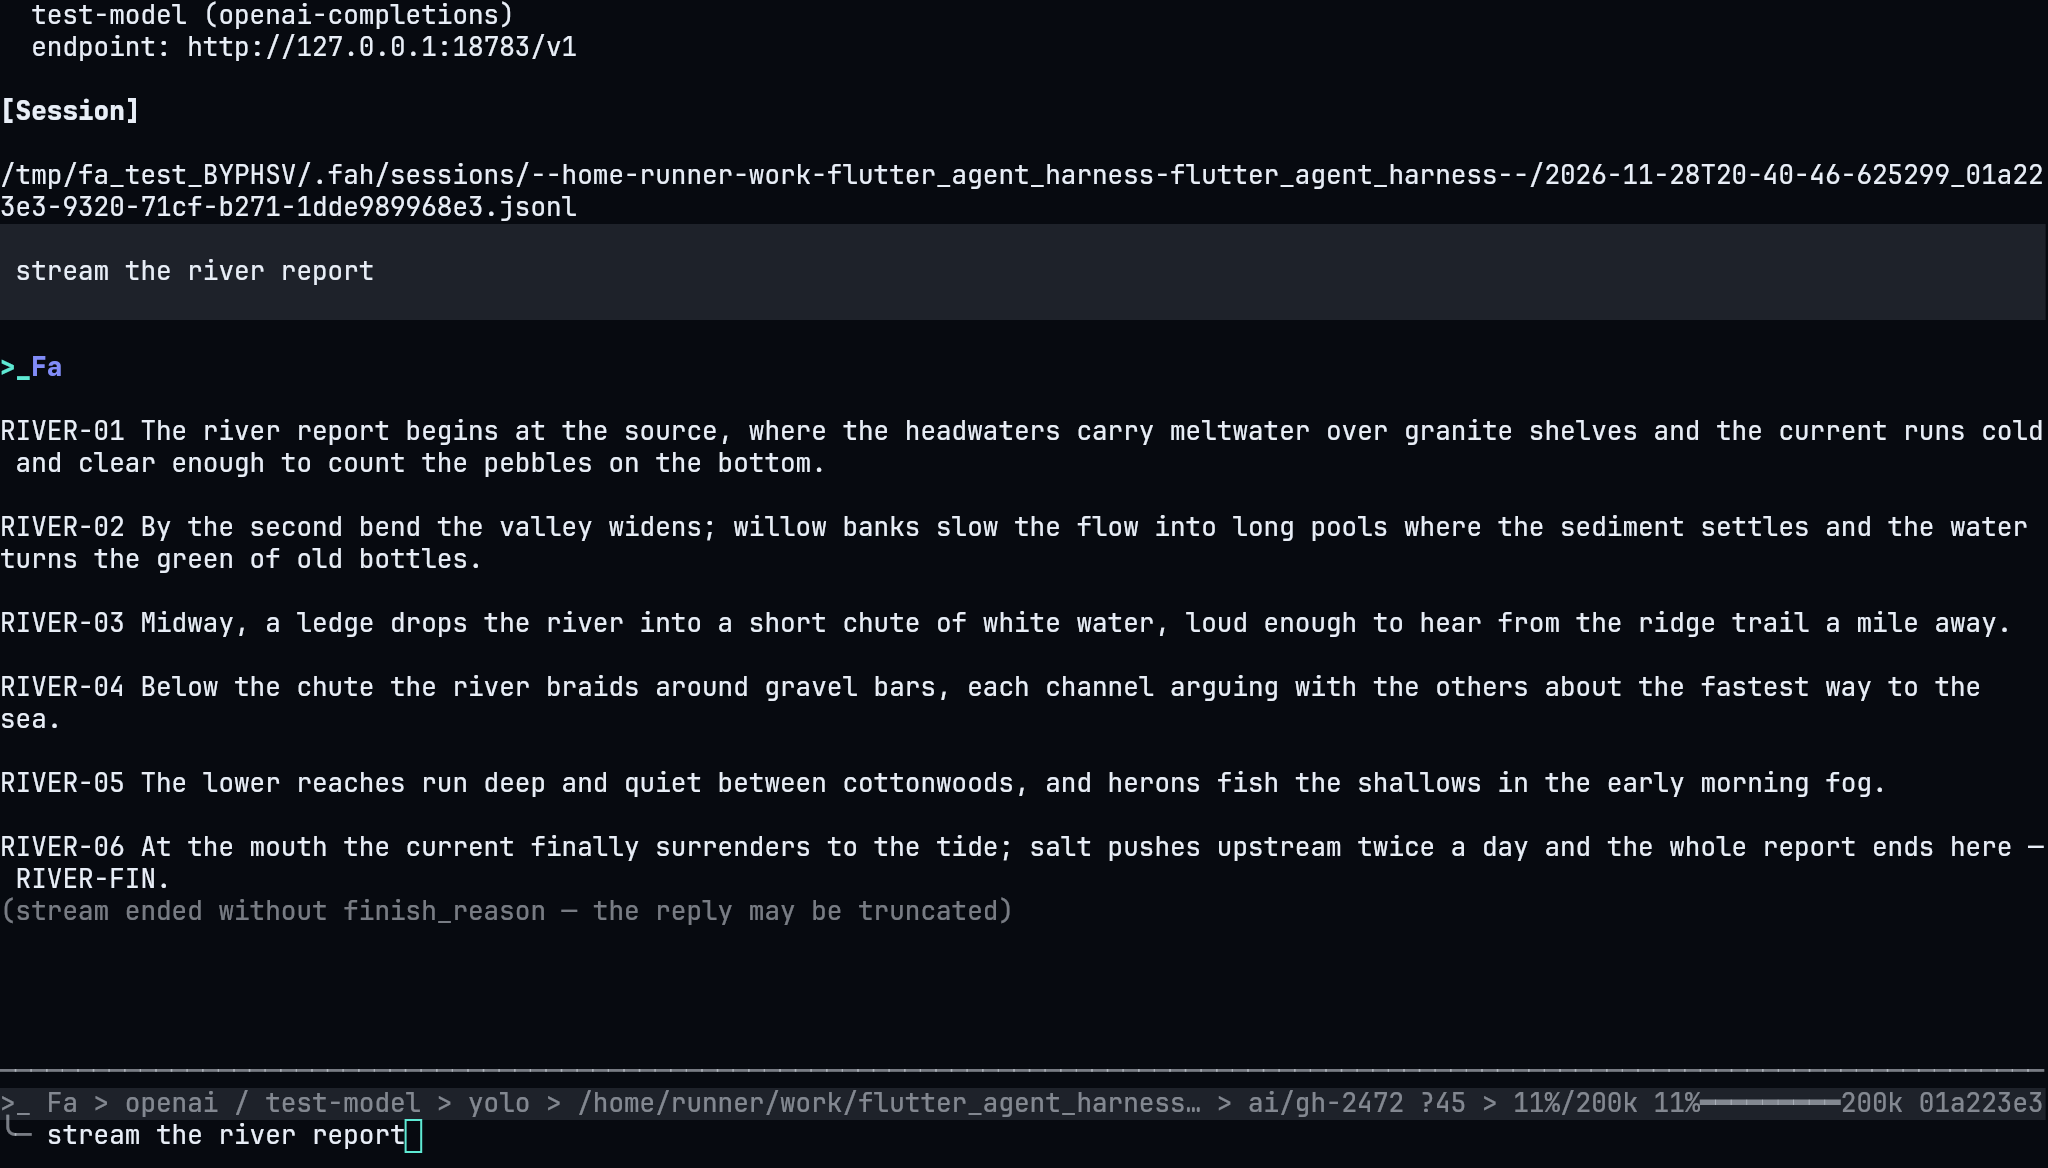 test-model (openai-completions)
endpoint: http://127.0.0.1:18783/v1
[Session]
/tmp/fa_test_BYPHSV/.fah/sessions/--home-runner-work-flutter_agent_harness-flutter_agent_harness--/2026-11-28T20-40-46-625299_01a22
3e3-9320-71cf-b271-1dde989968e3.jsonl
stream the river report
>_Fa
RIVER-01 The river report begins at the source, where the headwaters carry meltwater over granite shelves and the current runs cold
and clear enough to count the pebbles on the bottom.
RIVER-02 By the second bend the valley widens; willow banks slow the flow into long pools where the sediment settles and the water
turns the green of old bottles.
RIVER-03 Midway, a ledge drops the river into a short chute of white water, loud enough to hear from the ridge trail a mile away.
RIVER-04 Below the chute the river braids around gravel bars, each channel arguing with the others about the fastest way to the
sea.
RIVER-05 The lower reaches run deep and quiet between cottonwoods, and herons fish the shallows in the early morning fog.
RIVER-06 At the mouth the current finally surrenders to the tide; salt pushes upstream twice a day and the whole report ends here —
RIVER-FIN.
(stream ended without finish_reason — the reply may be truncated)
>_ Fa > openai / test-model > yolo > /home/runner/work/flutter_agent_harness… > ai/gh-2472 ?45 > 11%/200k 11%━━━━━━━━━200k 01a223e3
╰─ stream the river report